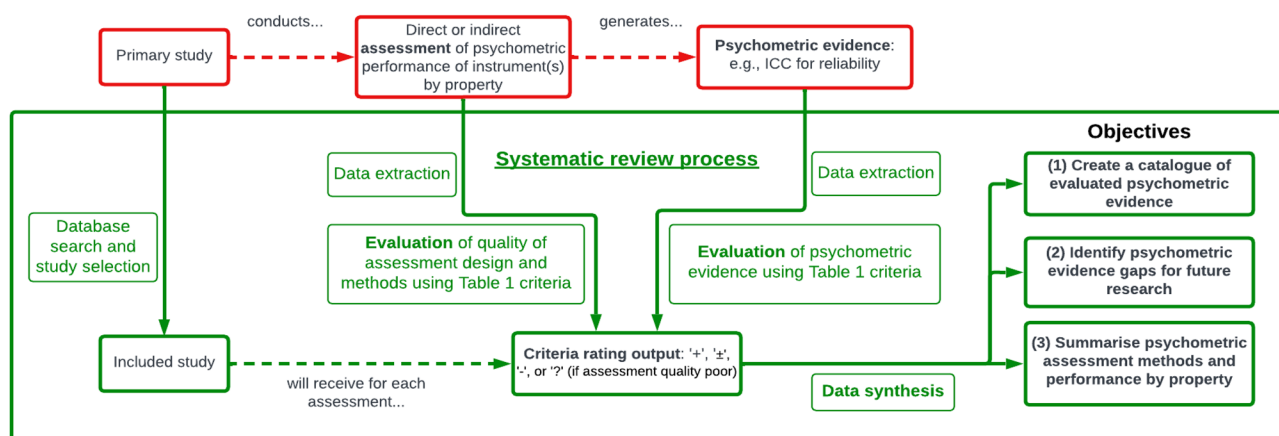 conducts...
generates...
Primary study
Direct or indirect
assessment of psychometric
performance of instrument(s)
by property
Psychometric evidence:
e.g., ICC for reliability
Objectives
Systematic review process
Data extraction
Data extraction
(1) Create a catalogue of
evaluated psychometric
evidence
Database
search and
study selection
Evaluation of quality of
assessment design and
methods using Table 1 criteria
Evaluation of psychometric
evidence using Table 1 criteria
(2) Identify psychometric
evidence gaps for future
research
Included study
will receive for each
assessment...
Criteria rating output: '+', '±',
'-', or '?' (if assessment quality poor)
Data synthesis
(3) Summarise psychometric
assessment methods and
performance by property